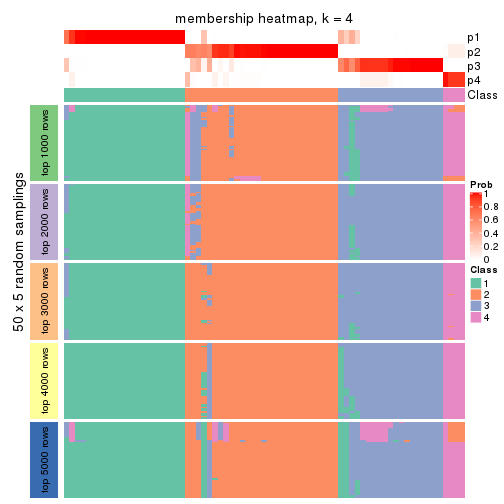 membership heatmap, k = 4
p1
p2
p3
p4
Class
50 x 5 random samplings
top 1000 rows
top 2000 rows
top 3000 rows
top 4000 rows
top 5000 rows
Prob
1
0.8
0.6
0.4
0.2
0
Class
1
2
3
4